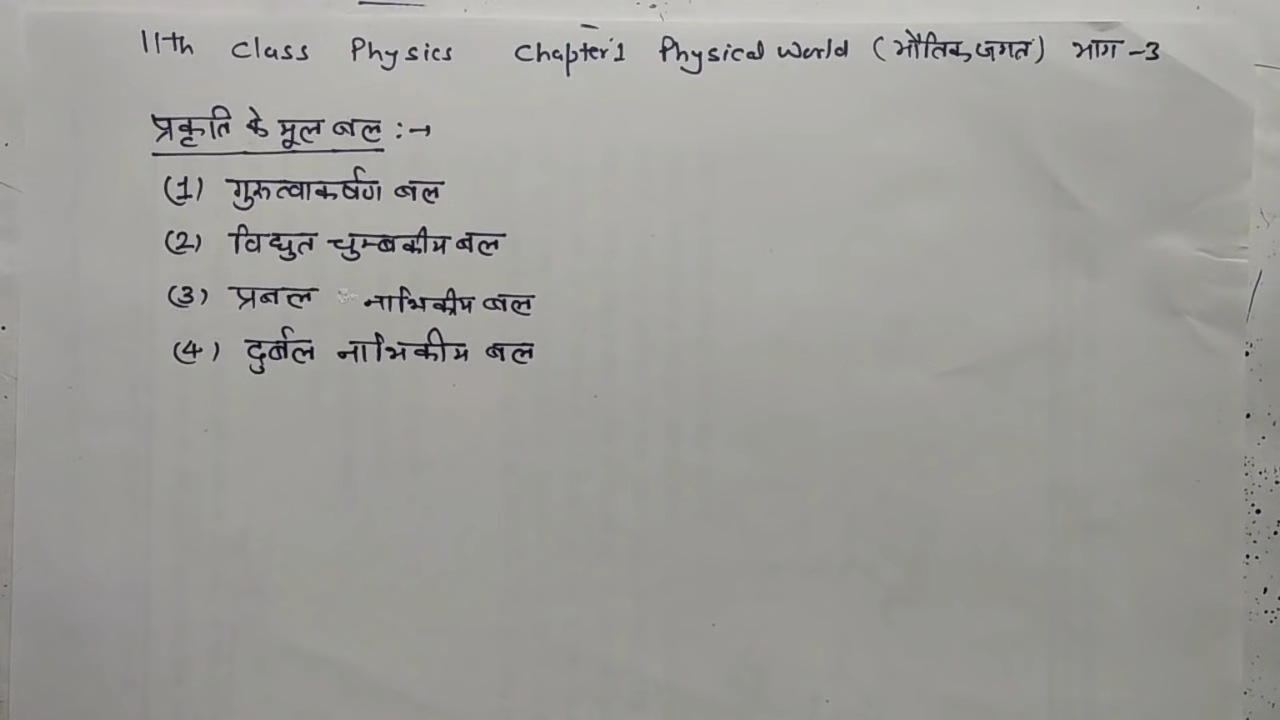 11th Class Physics Chapter:1 Physical World (भौतिक जगत) भाग -3
प्रकृति के मूल बल :→
(1) गुरुत्वाकर्षण बल
(2) विद्युत चुम्बकीय बल
(3) प्रबल नाभिकीय बल
(4) दुर्बल नाभिकीय बल